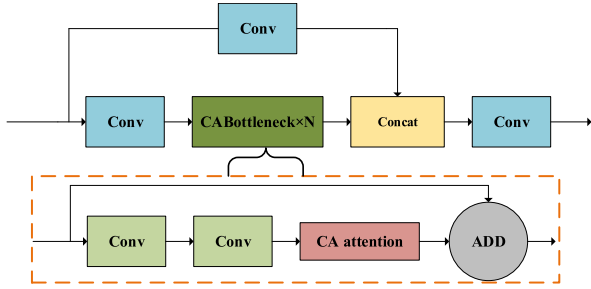 Conv
Conv
CABottleneck×N
Concat
Conv
Conv
Conv
CA attention
ADD